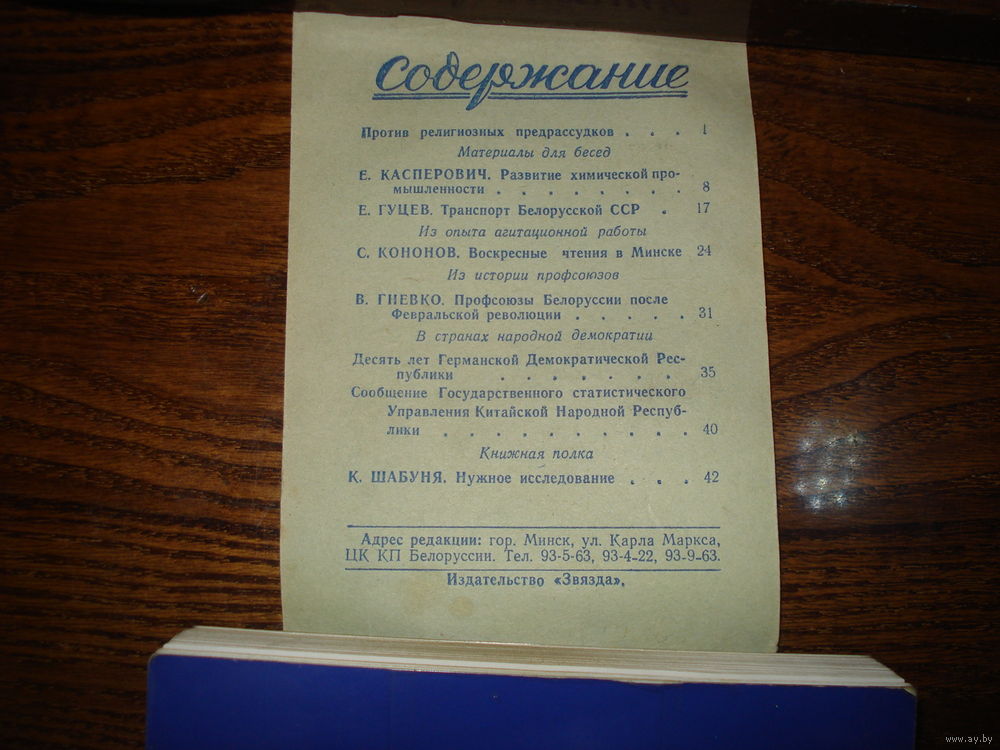 Содержание
Против религиозных предрассудков . . . 1
Материалы для бесед
Е. КАСПЕРОВИЧ. Развитие химической про-
мышленности . . . . . . . . 8
Е. ГУЦЕВ. Транспорт Белорусской ССР . 17
Из опыта агитационной работы
С. КОНОНОВ. Воскресные чтения в Минске 24
Из истории профсоюзов
В. ГНЕВКО. Профсоюзы Белоруссии после
Февральской революции . . . . . 31
В странах народной демократии
Десять лет Германской Демократической Рес-
публики . . . . . . . 35
Сообщение Государственного статистического
Управления Китайской Народной Респуб-
лики . . . . . . . . . . 40
Книжная полка
К. ШАБУНЯ. Нужное исследование . . . 42
Адрес редакции: гор. Минск, ул. Карла Маркса,
ЦК КП Белоруссии. Тел. 93-5-63, 93-4-22, 93-9-63.
Издательство «Звязда».
www.ay.by